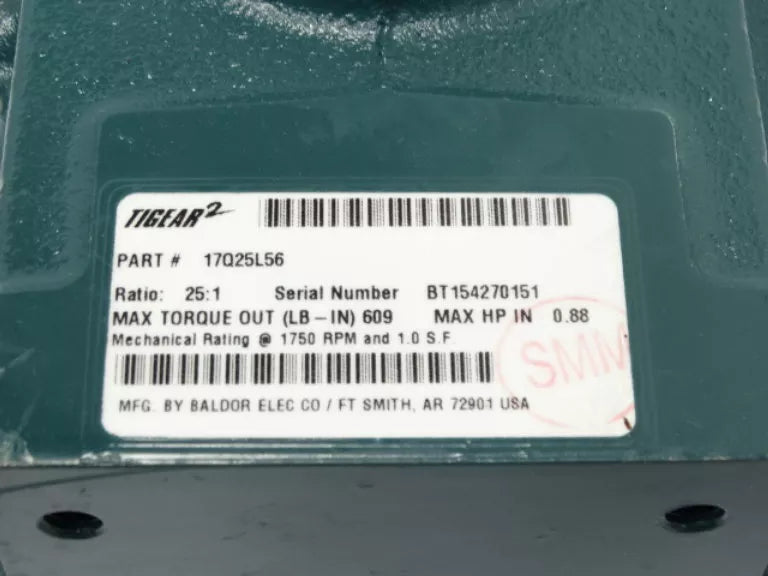 TIGEAR2
PART # 17Q25L56
Ratio: 25:1 Serial Number BT154270151
MAX TORQUE OUT (LB-IN) 609 MAX HP IN 0.88
Mechanical Rating @ 1750 RPM and 1.0 S.F
SMM
MFG. BY BALDOR ELEC CO / FT SMITH, AR 72901 USA